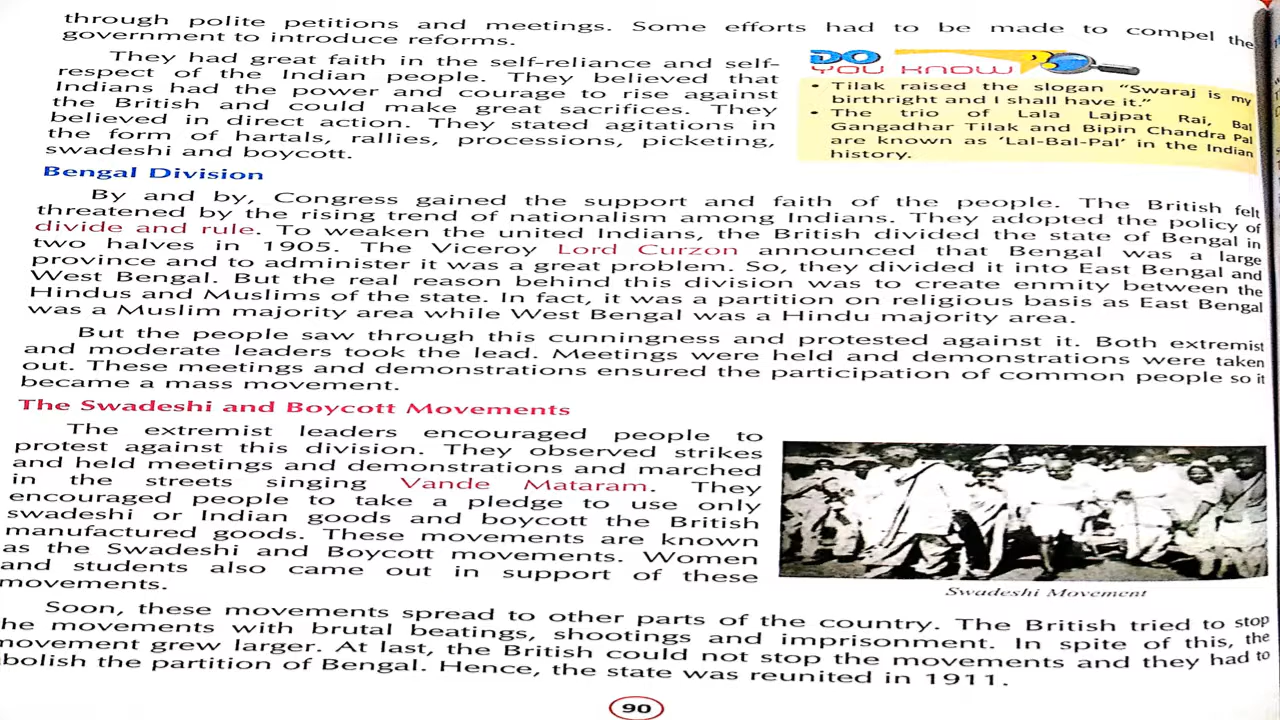 through polite petitions and meetings. Some efforts had to be made to compel the
government to introduce reforms.
They had great faith in the self-reliance and self-
respect of the Indian people. They believed that
Indians had the power and courage to rise against
the British and could make great sacrifices. They
believed in direct action. They stated agitations in
the form of hartals, rallies, processions, picketing,
swadeshi and boycott.
DO
YOU KNOW
• Tilak raised the slogan "Swaraj is my
birthright and I shall have it."
• The trio of Lala Lajpat Rai, Bal
Gangadhar Tilak and Bipin Chandra Pal
are known as 'Lal-Bal-Pal' in the Indian
history.
Bengal Division
By and by, Congress gained the support and faith of the people. The British felt
threatened by the rising trend of nationalism among Indians. They adopted the policy of
divide and rule. To weaken the united Indians, the British divided the state of Bengal in
two halves in 1905. The Viceroy Lord Curzon announced that Bengal was a large
province and to administer it was a great problem. So, they divided it into East Bengal and
West Bengal. But the real reason behind this division was to create enmity between the
Hindus and Muslims of the state. In fact, it was a partition on religious basis as East Bengal
was a Muslim majority area while West Bengal was a Hindu majority area.
But the people saw through this cunningness and protested against it. Both extremist
and moderate leaders took the lead. Meetings were held and demonstrations were taken
out. These meetings and demonstrations ensured the participation of common people so it
became a mass movement.
The Swadeshi and Boycott Movements
The extremist leaders encouraged people to
protest against this division. They observed strikes
and held meetings and demonstrations and marched
in the streets singing Vande Mataram. They
encouraged people to take a pledge to use only
swadeshi or Indian goods and boycott the British
manufactured goods. These movements are known
as the Swadeshi and Boycott movements. Women
and students also came out in support of these
movements.
Swadeshi Movement
Soon, these movements spread to other parts of the country. The British tried to stop
he movements with brutal beatings, shootings and imprisonment. In spite of this, the
movement grew larger. At last, the British could not stop the movements and they had to
bolish the partition of Bengal. Hence, the state was reunited in 1911.
90